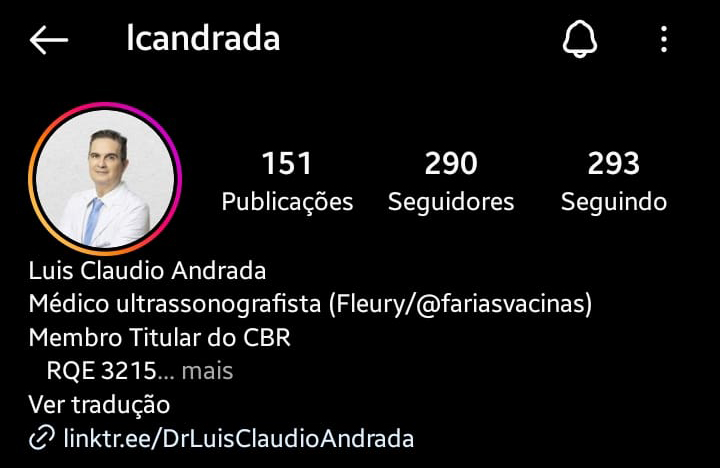 lcandrada
151
Publicações
290
Seguidores
293
Seguindo
Luis Claudio Andrada
Médico ultrassonografista (Fleury/@fariasvacinas)
Membro Titular do CBR
RQE 3215... mais
Ver tradução
linktr.ee/DrLuisClaudioAndrada